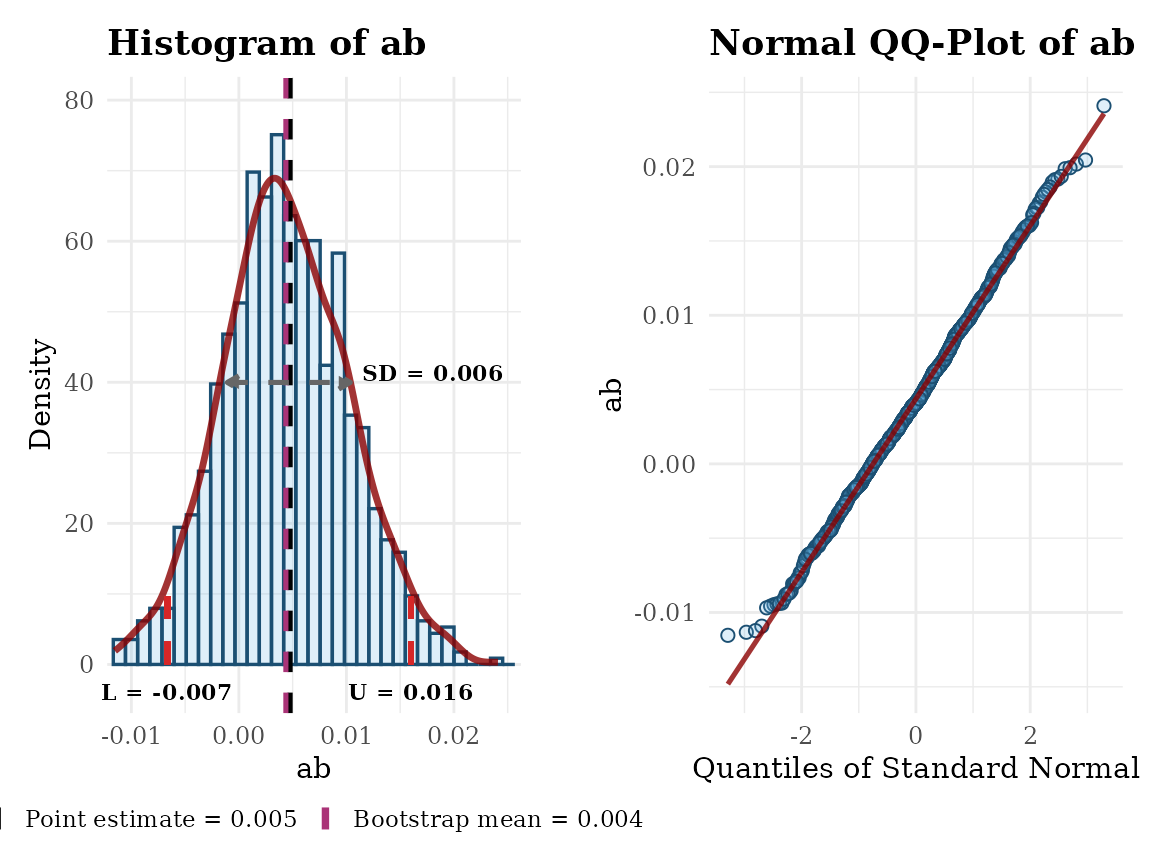 Histogram of ab
80
60
40
20
0
Density
SD = 0.006
L = -0.007
U = 0.016
-0.01 0.00 0.01 0.02
ab
Normal QQ-Plot of ab
0.02
0.01
0.00
-0.01
ab
-2 0 2
Quantiles of Standard Normal
Point estimate = 0.005 Bootstrap mean = 0.004